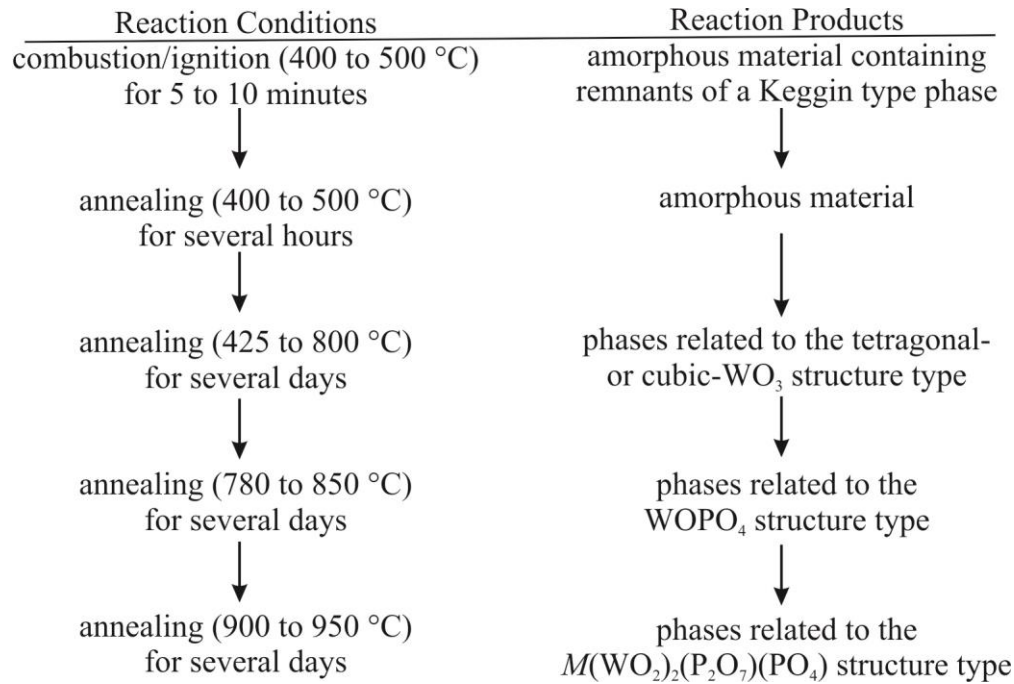 Reaction Conditions
Reaction Products
combustion/ignition (400 to 500 °C)
for 5 to 10 minutes
amorphous material containing
remnants of a Keggin type phase
annealing (400 to 500 °C)
for several hours
amorphous material
annealing (425 to 800 °C)
for several days
phases related to the tetragonal-
or cubic-WO₃ structure type
annealing (780 to 850 °C)
for several days
phases related to the
WOPO₄ structure type
annealing (900 to 950 °C)
for several days
phases related to the
M(WO₂)₂(P₂O₇)(PO₄) structure type